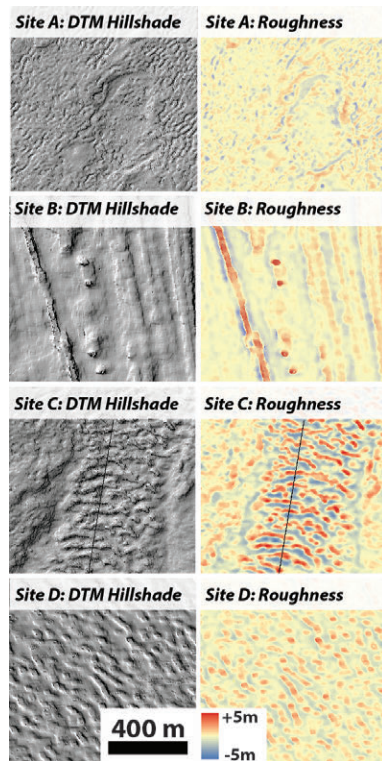 Site A: DTM Hillshade
Site A: Roughness
Site B: DTM Hillshade
Site B: Roughness
Site C: DTM Hillshade
Site C: Roughness
Site D: DTM Hillshade
Site D: Roughness
400 m
+5m
-5m